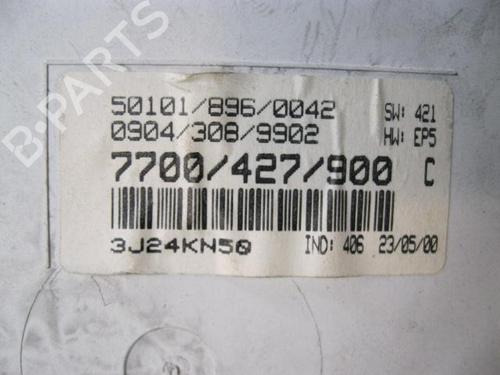 B-PARTS
50101/896/0042 SW: 421
0904/308/9902 HW: EP5
7700/427/900 C
3J24KN50 IND: 406 23/05/00